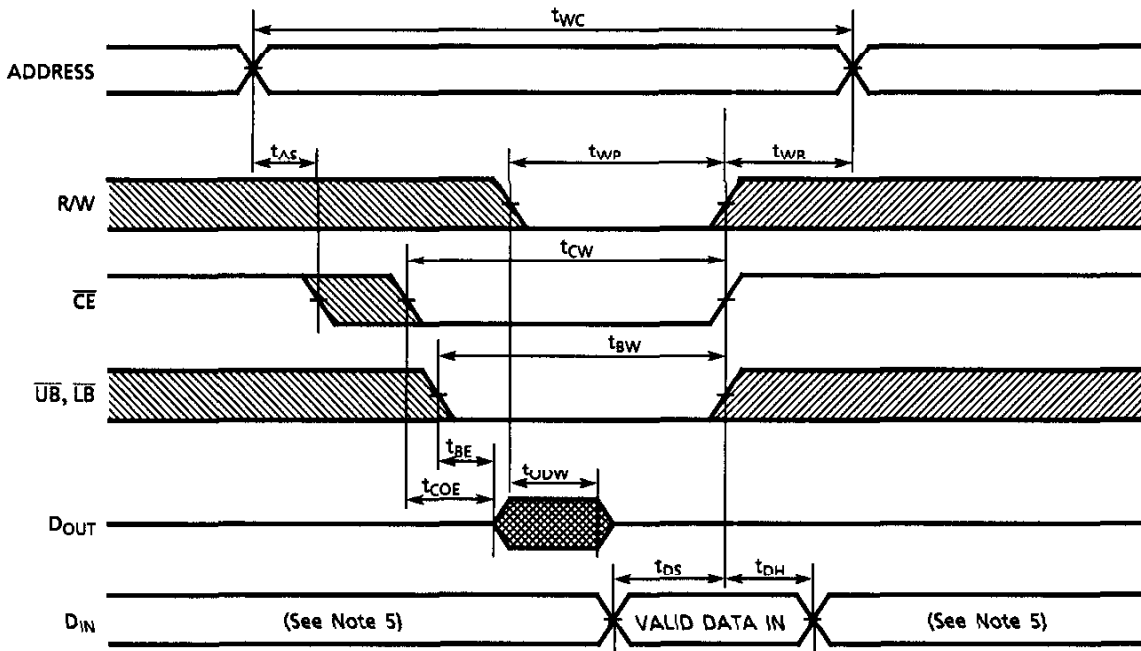 tWC
ADDRESS
tAS
tWP
tWR
R/W
tCW
CE
tBW
UB, LB
tBE
tODW
tCOE
DOUT
tDS
tDH
DIN
(See Note 5)
VALID DATA IN
(See Note 5)